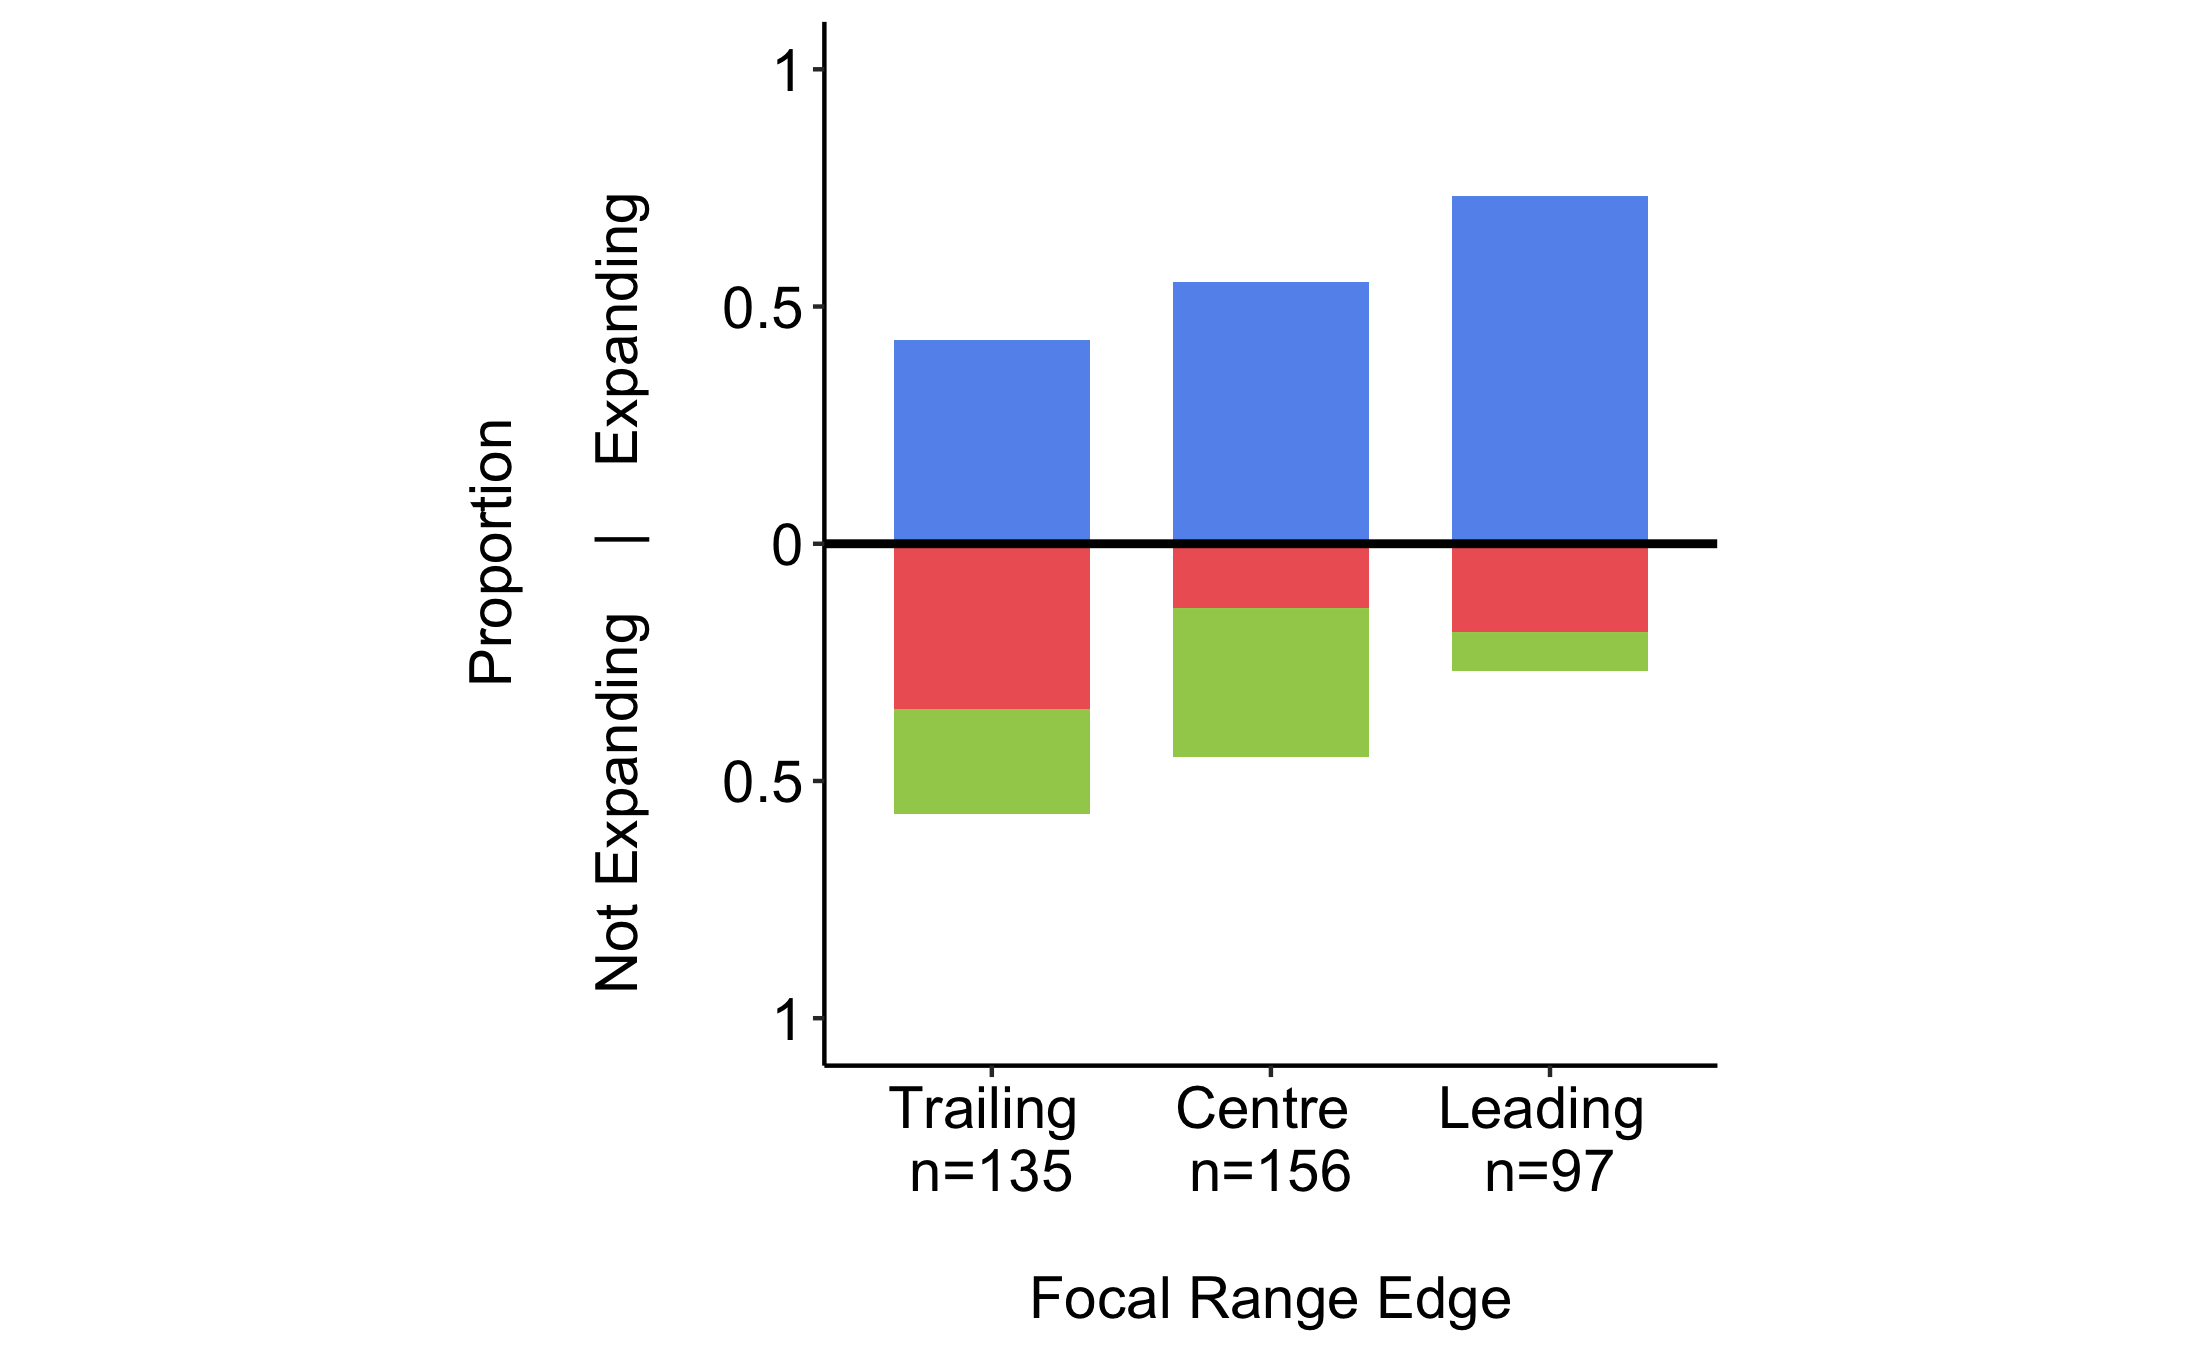 Proportion
Not Expanding | Expanding
1
0.5
0
0.5
1
Trailing
n=135
Centre
n=156
Leading
n=97
Focal Range Edge